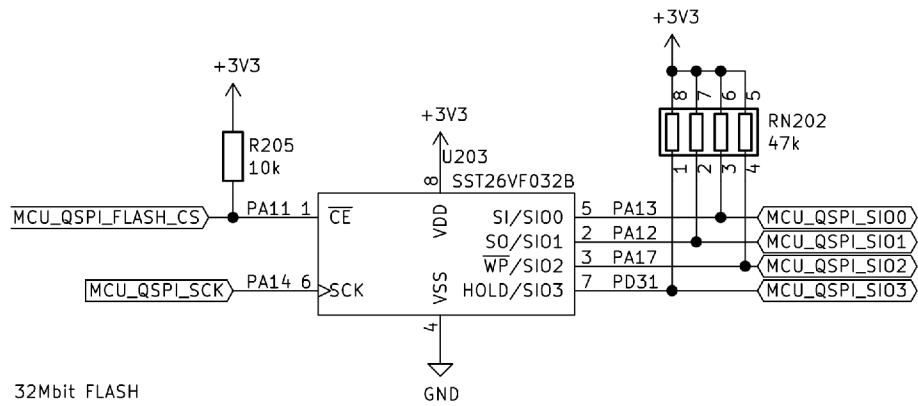 +3V3
+3V3
8 7 6 5
RN202
47k
1 2 3 4
R205
10k
+3V3
U203
SST26VF032B
8
VDD
MCU_QSPI_FLASH_CS
PA11 1
CE
SI/SIO0
5 PA13
MCU_QSPI_SIO0
SO/SIO1
2 PA12
MCU_QSPI_SIO1
WP/SIO2
3 PA17
MCU_QSPI_SIO2
MCU_QSPI_SCK
PA14 6
SCK
VSS
HOLD/SIO3
7 PD31
MCU_QSPI_SIO3
4
GND
32Mbit FLASH